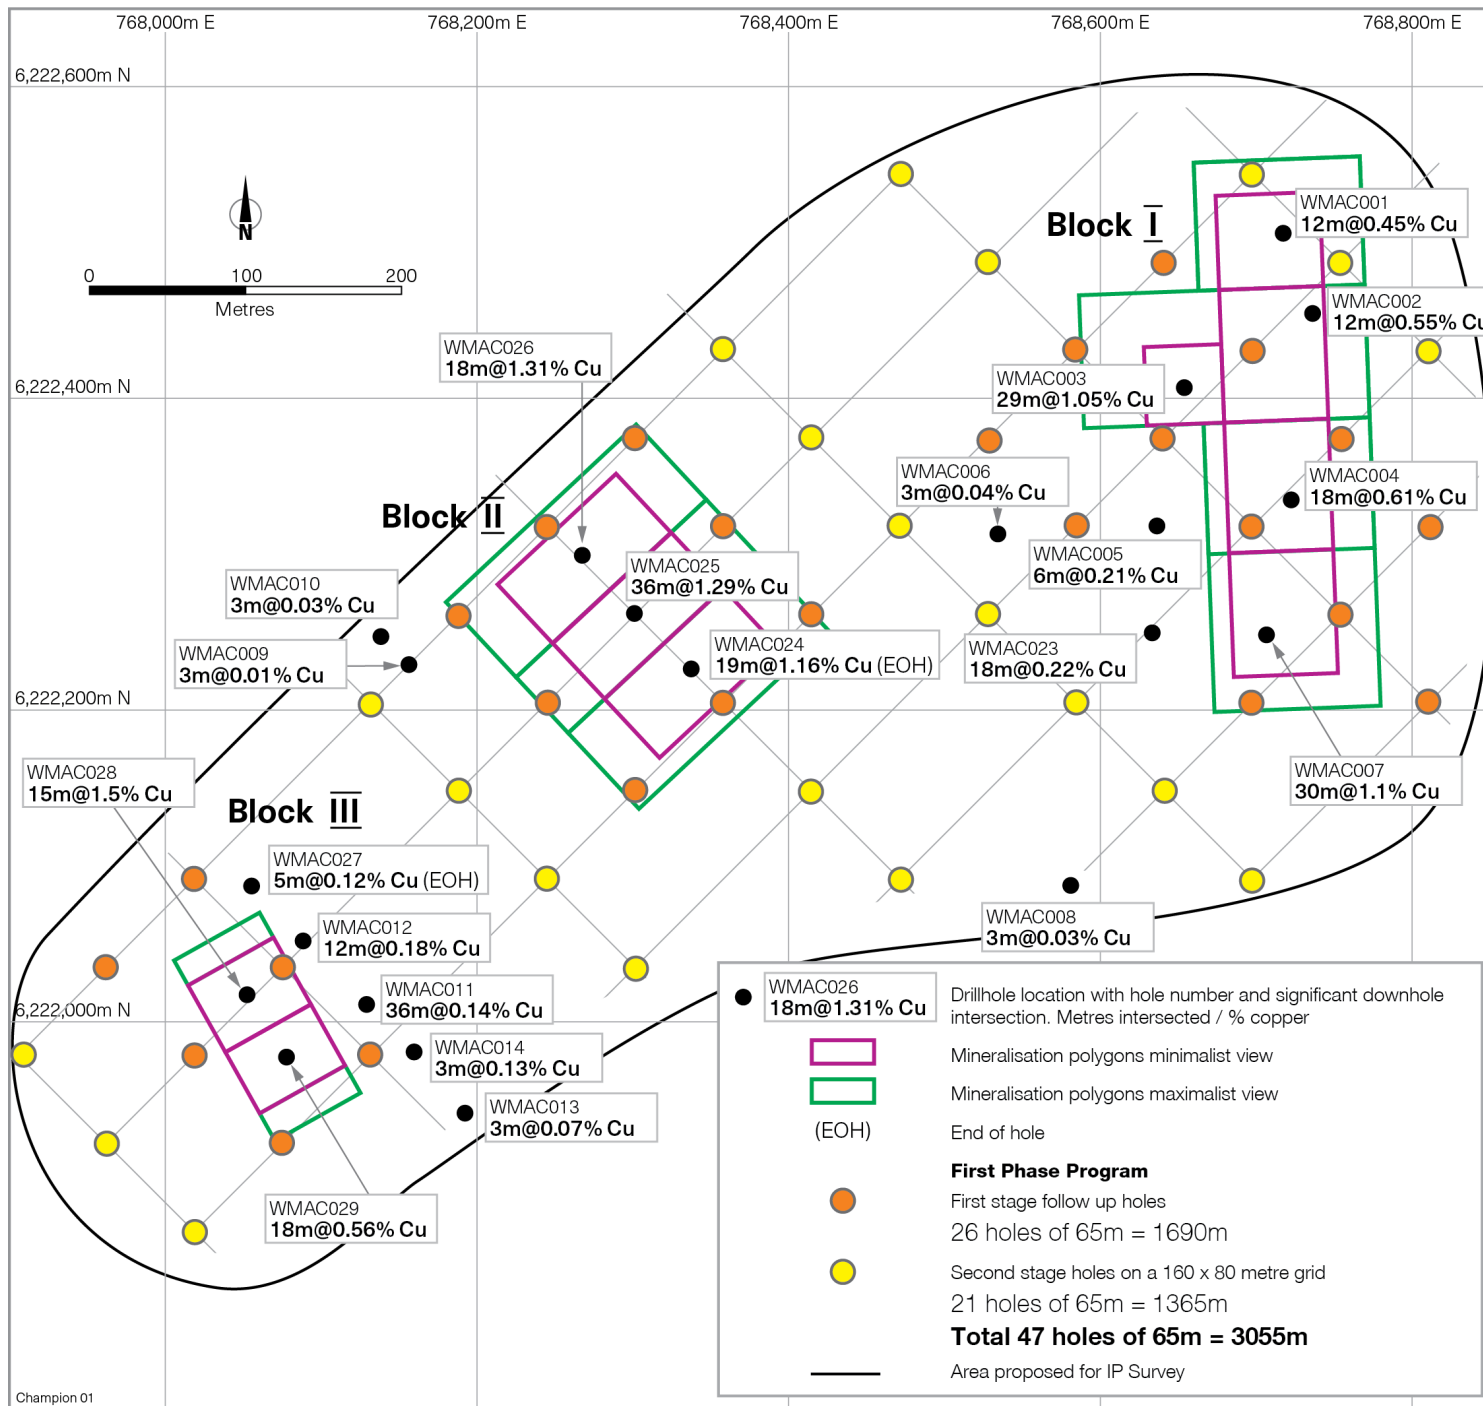 768,000m E
768,200m E
768,400m E
768,600m E
768,800m E
6,222,600m N
6,222,400m N
6,222,200m N
6,222,000m N
N
0
100
200
Metres
Block I
WMAC001
12m@0.45% Cu
WMAC002
12m@0.55% Cu
WMAC003
29m@1.05% Cu
WMAC004
18m@0.61% Cu
WMAC006
3m@0.04% Cu
WMAC005
6m@0.21% Cu
WMAC023
18m@0.22% Cu
WMAC007
30m@1.1% Cu
WMAC008
3m@0.03% Cu
Block II
WMAC026
18m@1.31% Cu
WMAC025
36m@1.29% Cu
WMAC024
19m@1.16% Cu (EOH)
WMAC010
3m@0.03% Cu
WMAC009
3m@0.01% Cu
Block III
WMAC028
15m@1.5% Cu
WMAC027
5m@0.12% Cu (EOH)
WMAC012
12m@0.18% Cu
WMAC011
36m@0.14% Cu
WMAC014
3m@0.13% Cu
WMAC013
3m@0.07% Cu
WMAC029
18m@0.56% Cu
WMAC026
18m@1.31% Cu
Drillhole location with hole number and significant downhole
intersection. Metres intersected / % copper
Mineralisation polygons minimalist view
Mineralisation polygons maximalist view
(EOH)
End of hole
First Phase Program
First stage follow up holes
26 holes of 65m = 1690m
Second stage holes on a 160 x 80 metre grid
21 holes of 65m = 1365m
Total 47 holes of 65m = 3055m
Area proposed for IP Survey
Champion 01